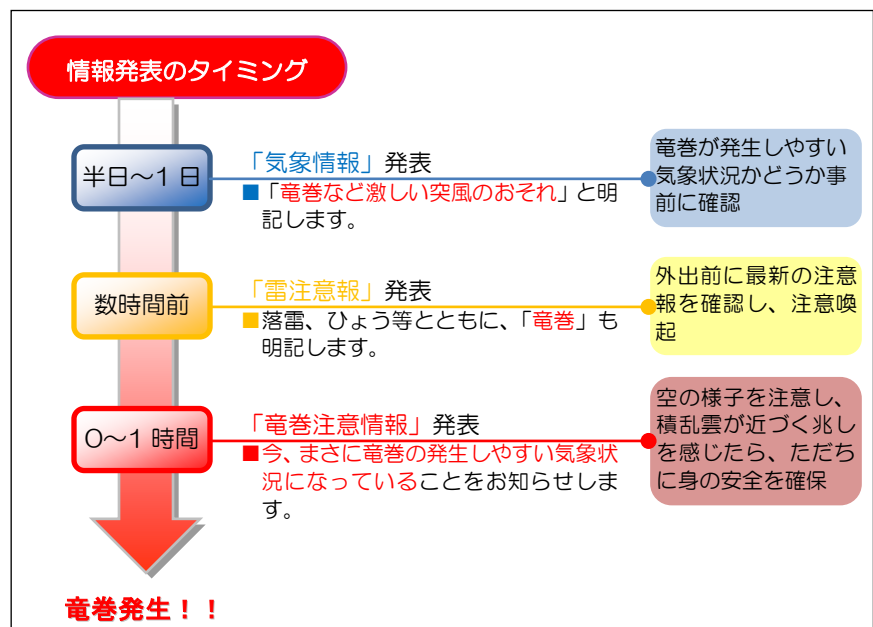 情報発表のタイミング
半日～1 日
「気象情報」発表
■「竜巻など激しい突風のおそれ」と明
記します。
竜巻が発生しやすい
気象状況かどうか事
前に確認
数時間前
「雷注意報」発表
■落雷、ひょう等とともに、「竜巻」も
明記します。
外出前に最新の注意
報を確認し、注意喚
起
0～1 時間
「竜巻注意情報」発表
■今、まさに竜巻の発生しやすい気象状
況になっていることをお知らせしま
す。
空の様子を注意し、
積乱雲が近づく兆し
を感じたら、ただち
に身の安全を確保
竜巻発生！！